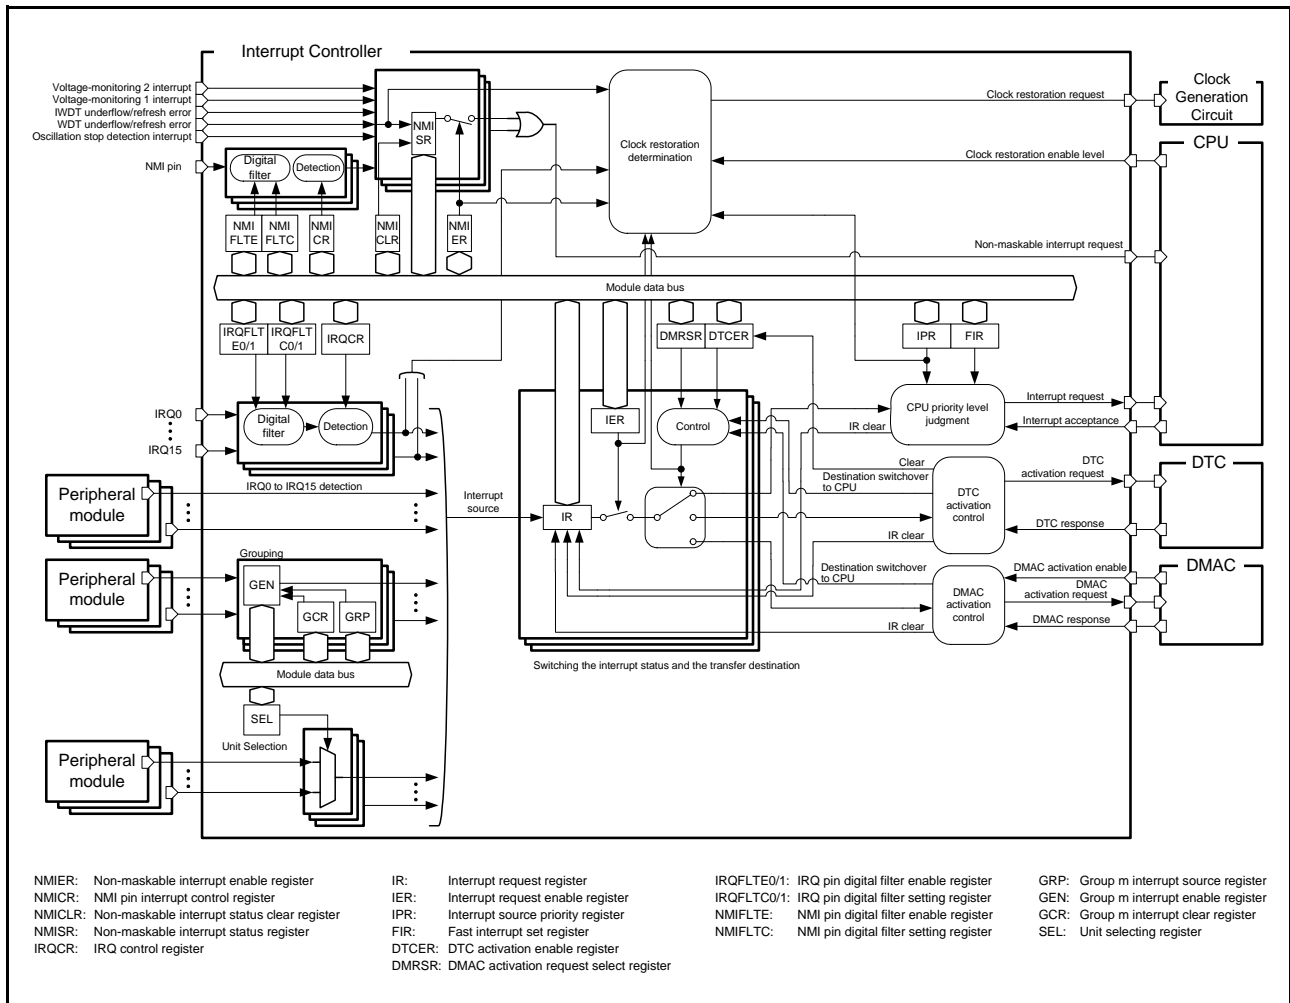 Interrupt Controller
Voltage-monitoring 2 interrupt
Voltage-monitoring 1 interrupt
IWDT underflow/refresh error
WDT underflow/refresh error
Oscillation stop detection interrupt
NMI pin
Digital
filter
Detection
NMI
SR
NMI
FLTE
NMI
FLTC
NMI
CR
NMI
CLR
NMI
ER
Clock restoration
determination
Clock restoration request
Clock restoration enable level
Non-maskable interrupt request
Clock
Generation
Circuit
CPU
Module data bus
IRQFLT
E0/1
IRQFLT
C0/1
IRQCR
DMRSR
DTCER
IPR
FIR
IRQ0
IRQ15
Digital
filter
Detection
IER
Control
IR clear
CPU priority level
judgment
Interrupt request
Interrupt acceptance
Peripheral
module
IRQ0 to IRQ15 detection
Interrupt
source
IR
Clear
Destination switchover
to CPU
IR clear
DTC
activation
control
DTC
activation request
DTC response
DTC
Peripheral
module
Grouping
GEN
GCR
GRP
Module data bus
Destination switchover
to CPU
IR clear
DMAC
activation
control
DMAC activation enable
DMAC
activation request
DMAC response
DMAC
Switching the interrupt status and the transfer destination
SEL
Unit Selection
Peripheral
module
NMIER: Non-maskable interrupt enable register
NMICR: NMI pin interrupt control register
NMICLR: Non-maskable interrupt status clear register
NMISR: Non-maskable interrupt status register
IRQCR: IRQ control register
IR: Interrupt request register
IER: Interrupt request enable register
IPR: Interrupt source priority register
FIR: Fast interrupt set register
DTCER: DTC activation enable register
DMRSR: DMAC activation request select register
IRQFLTE0/1: IRQ pin digital filter enable register
IRQFLTC0/1: IRQ pin digital filter setting register
NMIFLTE: NMI pin digital filter enable register
NMIFLTC: NMI pin digital filter setting register
GRP: Group m interrupt source register
GEN: Group m interrupt enable register
GCR: Group m interrupt clear register
SEL: Unit selecting register